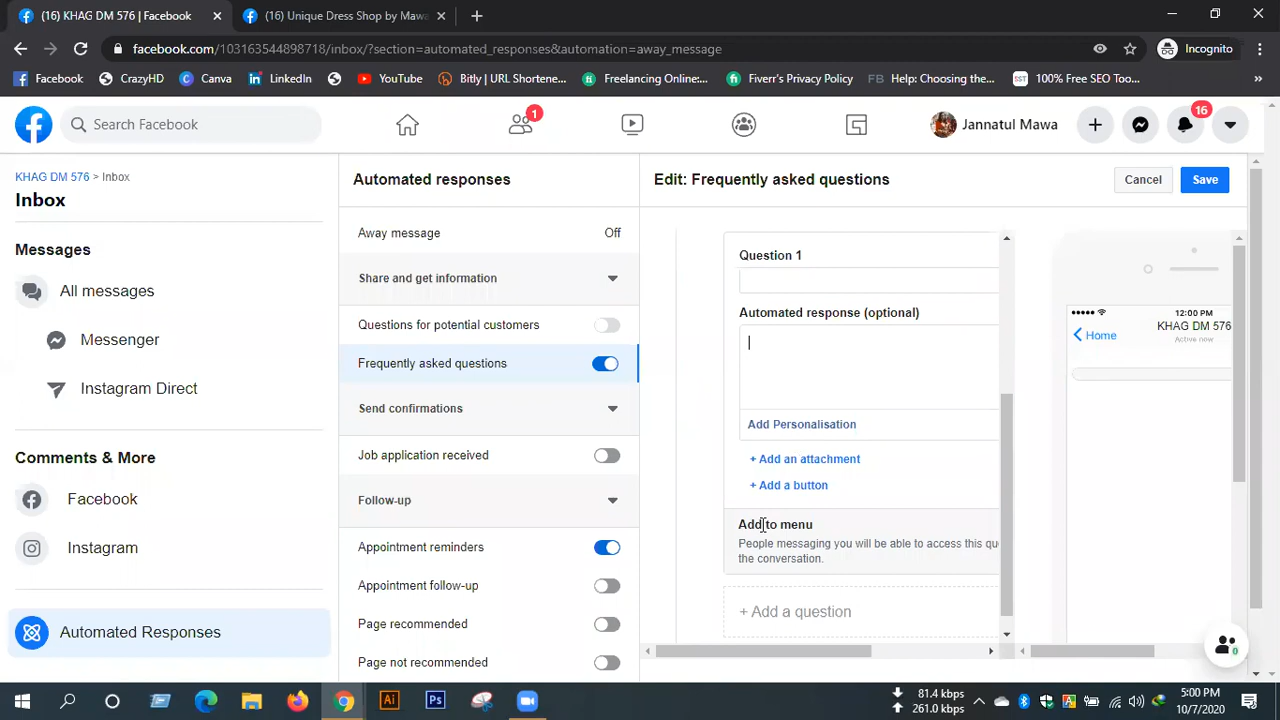 (16) KHAG DM 576 | Facebook
(16) Unique Dress Shop by Mawa
facebook.com/103163544898718/inbox/?section=automated_responses&automation=away_message
Incognito
Facebook
CrazyHD
Canva
LinkedIn
YouTube
Bitly | URL Shortene...
Freelancing Online:...
Fiverr's Privacy Policy
FB Help: Choosing the...
SST 100% Free SEO Too...
Search Facebook
1
Jannatul Mawa
16
KHAG DM 576 > Inbox
Inbox
Messages
All messages
Messenger
Instagram Direct
Comments & More
Facebook
Instagram
Automated Responses
Automated responses
Away message Off
Share and get information
Questions for potential customers
Frequently asked questions
Send confirmations
Job application received
Follow-up
Appointment reminders
Appointment follow-up
Page recommended
Page not recommended
Edit: Frequently asked questions
Cancel
Save
Question 1
Automated response (optional)
Add Personalisation
+ Add an attachment
+ Add a button
Add to menu
People messaging you will be able to access this qu
the conversation.
+ Add a question
12:00 PM
Home
KHAG DM 576
Active now
0
Ai
Ps
81.4 kbps
261.0 kbps
5:00 PM
10/7/2020